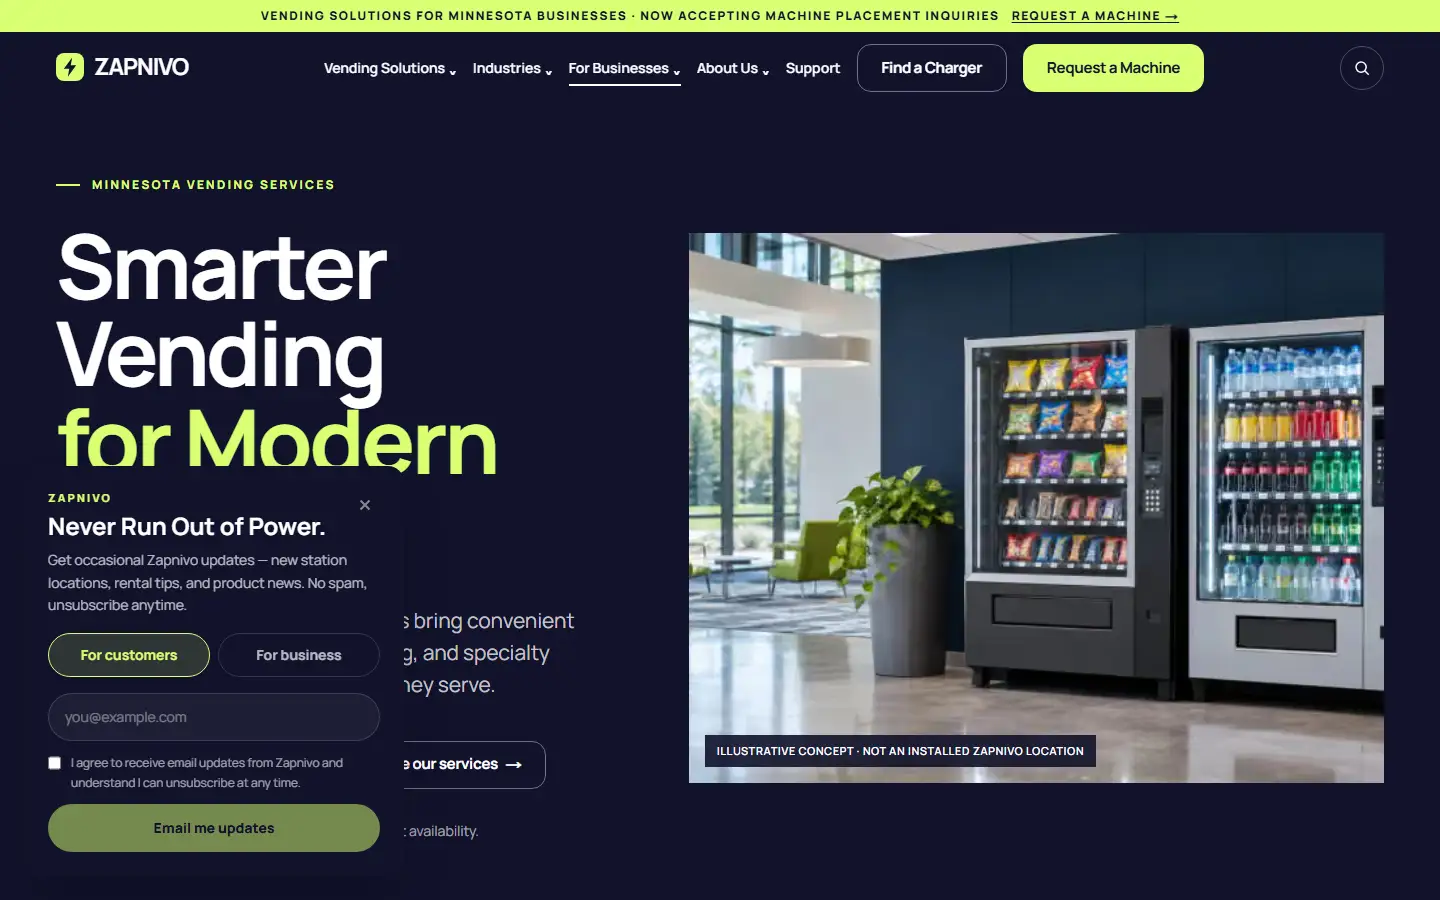 VENDING SOLUTIONS FOR MINNESOTA BUSINESSES · NOW ACCEPTING MACHINE PLACEMENT INQUIRIES REQUEST A MACHINE →
ZAPNIVO
Vending Solutions Industries For Businesses About Us Support Find a Charger Request a Machine
MINNESOTA VENDING SERVICES
Smarter
Vending
for Modern
ZAPNIVO
Never Run Out of Power.
Get occasional Zapnivo updates — new station
locations, rental tips, and product news. No spam,
unsubscribe anytime.
For customers For business
you@example.com
I agree to receive email updates from Zapnivo and
understand I can unsubscribe at any time.
Email me updates
bring convenient
, and specialty
they serve.
our services →
availability.
ILLUSTRATIVE CONCEPT · NOT AN INSTALLED ZAPNIVO LOCATION